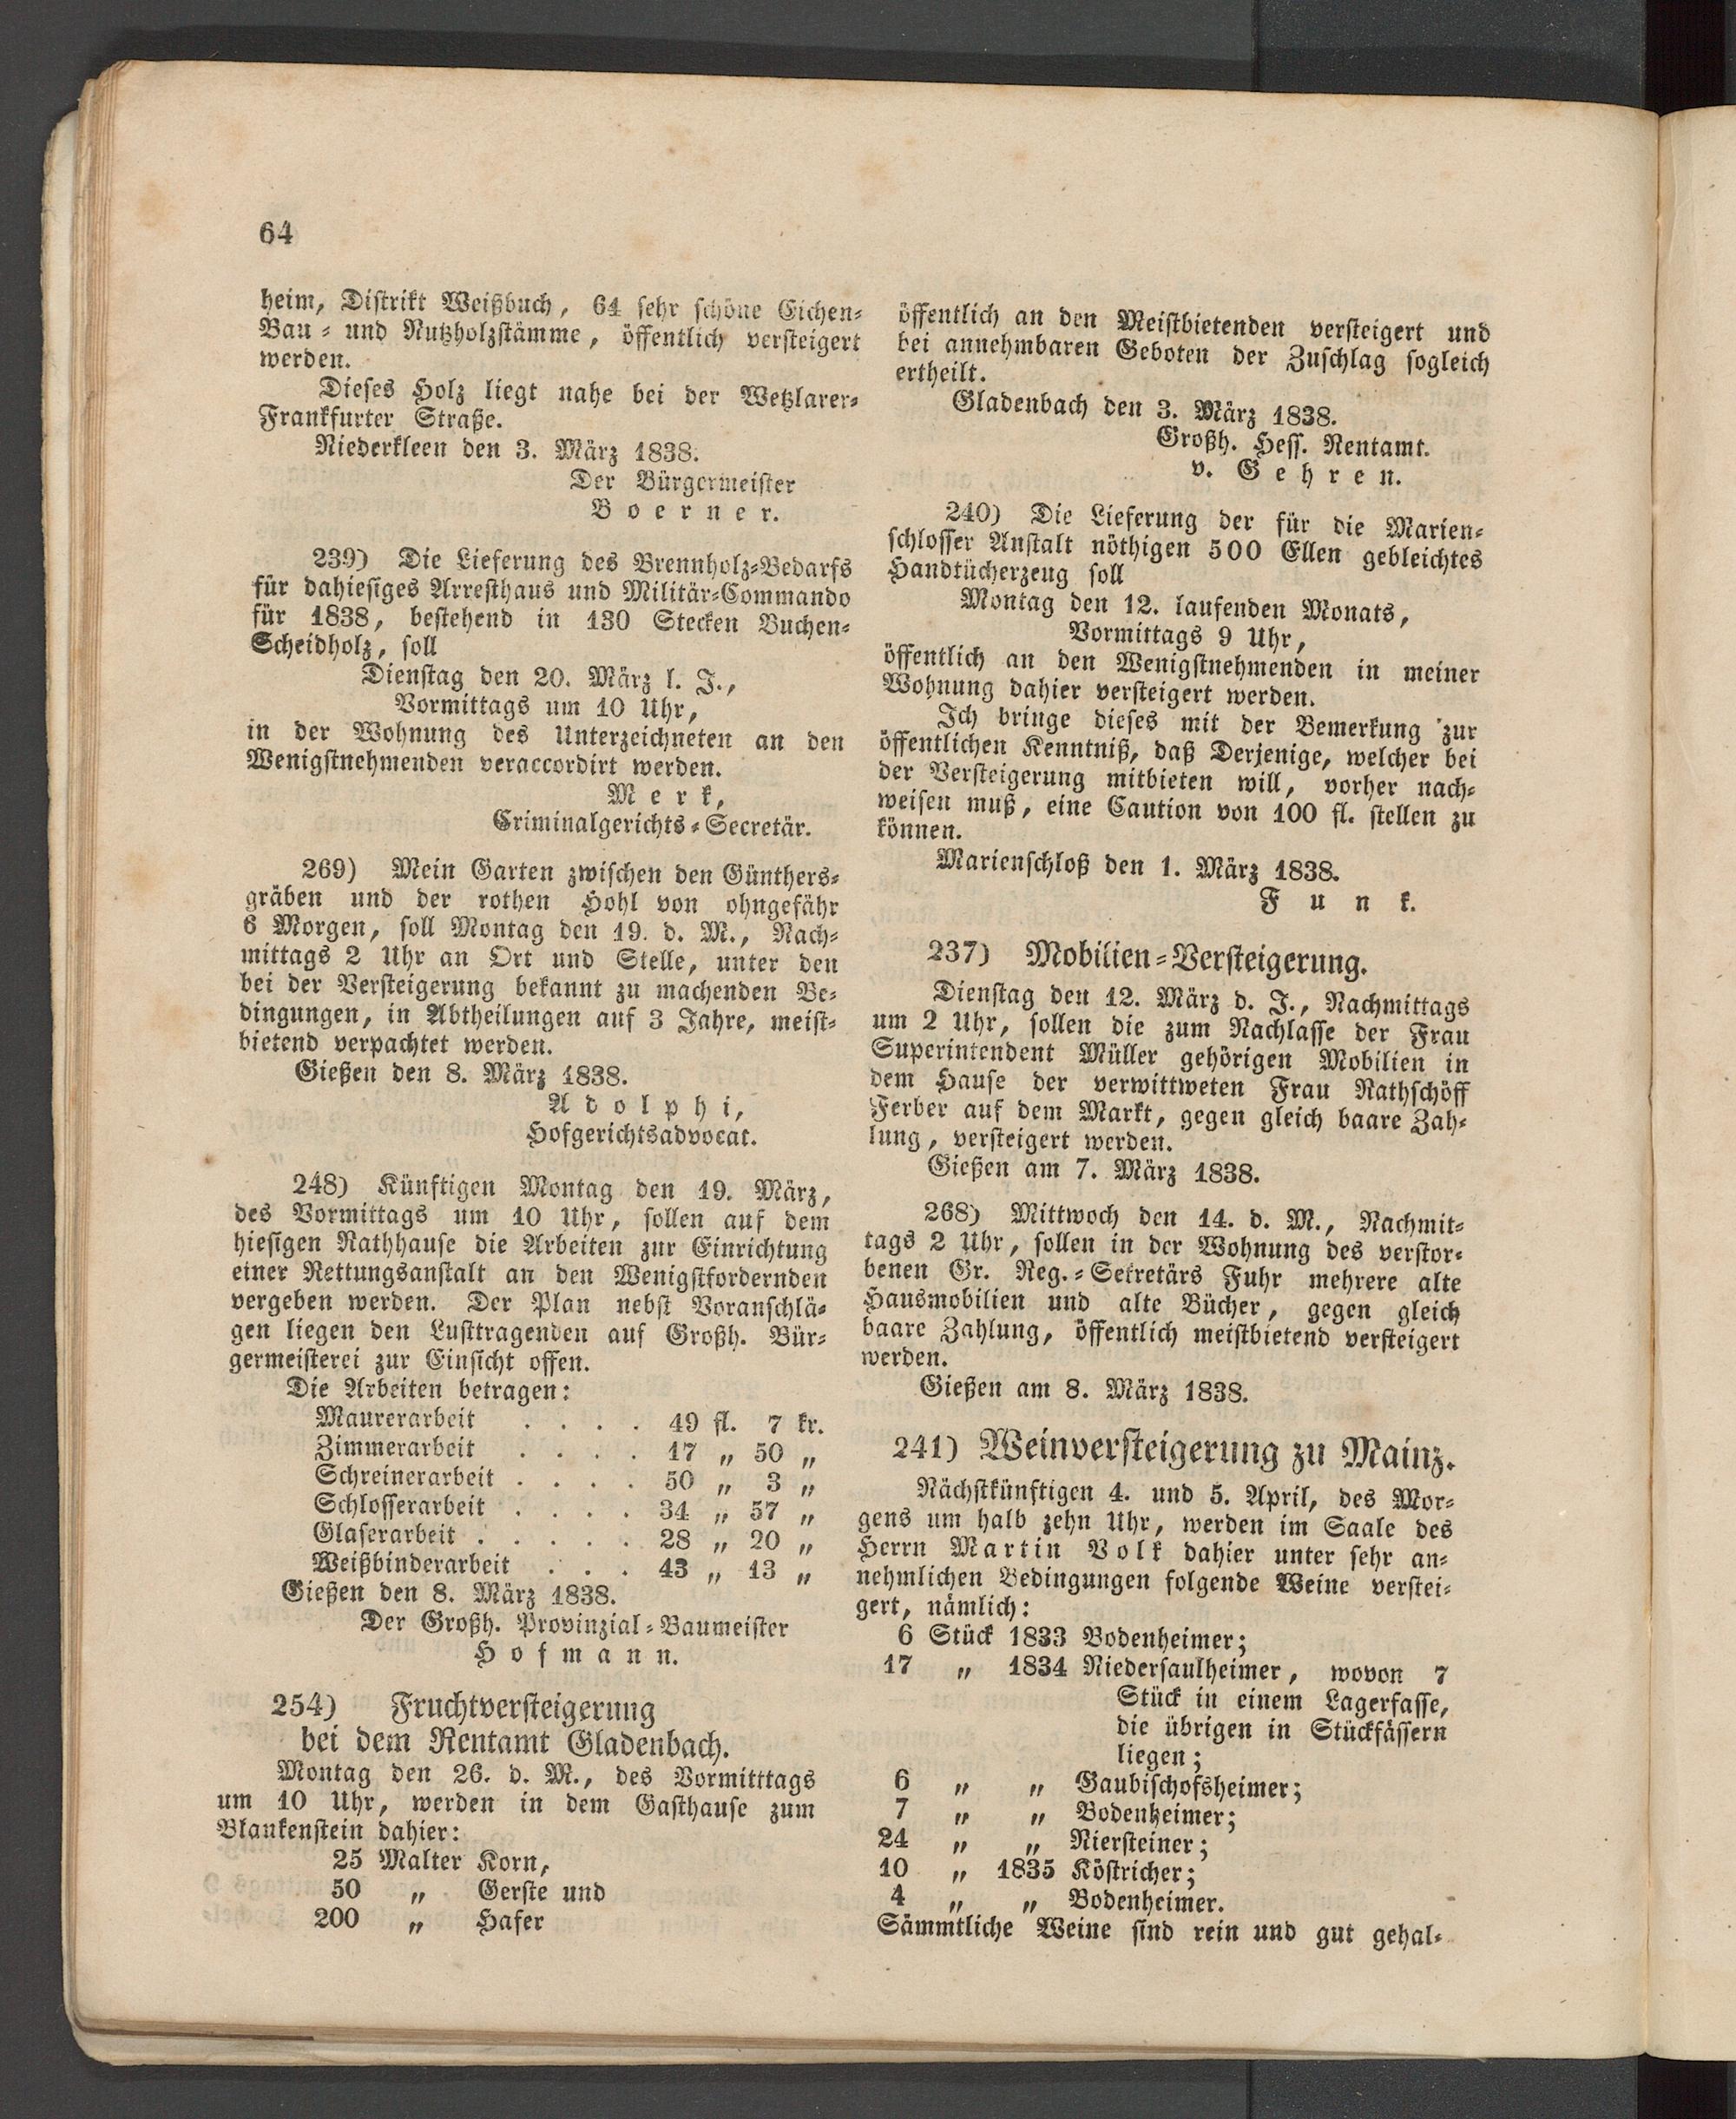 64
heim, Distrikt Weißbuch, 64 sehr schöne Eichen-
Bau- und Nutzholzstämme, öffentlich versteigert
werden.
Dieses Holz liegt nahe bei der Wetzlarer-
Frankfurter Straße.
Niederkleen den 3. März 1838.
Der Bürgermeister
Boerner.
239) Die Lieferung des Brennholz-Bedarfs
für dahiesiges Arresthaus und Militär-Commando
für 1838, bestehend in 130 Stecken Buchen-
Scheidholz, soll
Dienstag den 20. März l. J.,
Vormittags um 10 Uhr,
in der Wohnung des Unterzeichneten an den
Wenigstnehmenden veraccordirt werden.
Merk,
Criminalgerichts-Secretär.
269) Mein Garten zwischen den Günthers-
gräben und der rothen Hohl von ohngefähr
6 Morgen, soll Montag den 19. d. M., Nach-
mittags 2 Uhr an Ort und Stelle, unter den
bei der Versteigerung bekannt zu machenden Be-
dingungen, in Abtheilungen auf 3 Jahre, meist-
bietend verpachtet werden.
Gießen den 8. März 1838.
Adolphi,
Hofgerichtsadvocat.
248) Künftigen Montag den 19. März,
des Vormittags um 10 Uhr, sollen auf dem
hiesigen Rathhause die Arbeiten zur Einrichtung
einer Rettungsanstalt an den Wenigstfordernden
vergeben werden. Der Plan nebst Voranschlä-
gen liegen den Lusttragenden auf Großh. Bür-
germeisterei zur Einsicht offen.
Die Arbeiten betragen:
Maurerarbeit . . . . 49 fl. 7 kr.
Zimmerarbeit . . . . 17 „ 50 „
Schreinerarbeit . . . . 50 „ 3 „
Schlosserarbeit . . . . 34 „ 57 „
Glaserarbeit . . . . . 28 „ 20 „
Weißbinderarbeit . . . 43 „ 13 „
Gießen den 8. März 1838.
Der Großh. Provinzial-Baumeister
Hofmann.
254) Fruchtversteigerung
bei dem Rentamt Gladenbach.
Montag den 26. d. M., des Vormitttags
um 10 Uhr, werden in dem Gasthause zum
Blankenstein dahier:
25 Malter Korn,
50 „ Gerste und
200 „ Hafer
öffentlich an den Meistbietenden versteigert und
bei annehmbaren Geboten der Zuschlag sogleich
ertheilt.
Gladenbach den 3. März 1838.
Großh. Hess. Rentamt.
v. Gehren.
240) Die Lieferung der für die Marien-
schlosser Anstalt nöthigen 500 Ellen gebleichtes
Handtücherzeug soll
Montag den 12. laufenden Monats,
Vormittags 9 Uhr,
öffentlich an den Wenigstnehmenden in meiner
Wohnung dahier versteigert werden.
Ich bringe dieses mit der Bemerkung zur
öffentlichen Kenntniß, daß Derjenige, welcher bei
der Versteigerung mitbieten will, vorher nach-
weisen muß, eine Caution von 100 fl. stellen zu
können.
Marienschloß den 1. März 1838.
Funk.
237) Mobilien-Versteigerung.
Dienstag den 12. März d. J., Nachmittags
um 2 Uhr, sollen die zum Nachlasse der Frau
Superintendent Müller gehörigen Mobilien in
dem Hause der verwittweten Frau Rathschöff
Ferber auf dem Markt, gegen gleich baare Zah-
lung, versteigert werden.
Gießen am 7. März 1838.
268) Mittwoch den 14. d. M., Nachmit-
tags 2 Uhr, sollen in der Wohnung des verstor-
benen Gr. Reg.-Sekretärs Fuhr mehrere alte
Hausmobilien und alte Bücher, gegen gleich
baare Zahlung, öffentlich meistbietend versteigert
werden.
Gießen am 8. März 1838.
241) Weinversteigerung zu Mainz.
Nächstkünftigen 4. und 5. April, des Mor-
gens um halb zehn Uhr, werden im Saale des
Herrn Martin Volk dahier unter sehr an-
nehmlichen Bedingungen folgende Weine verstei-
gert, nämlich:
6 Stück 1833 Bodenheimer;
17 „ 1834 Niedersaulheimer, wovon 7
Stück in einem Lagerfasse,
die übrigen in Stückfässern
liegen;
6 „ „ Gaubischofsheimer;
7 „ „ Bodenheimer;
24 „ „ Niersteiner;
10 „ 1835 Köstricher;
4 „ „ Bodenheimer.
Sämmtliche Weine sind rein und gut gehal-